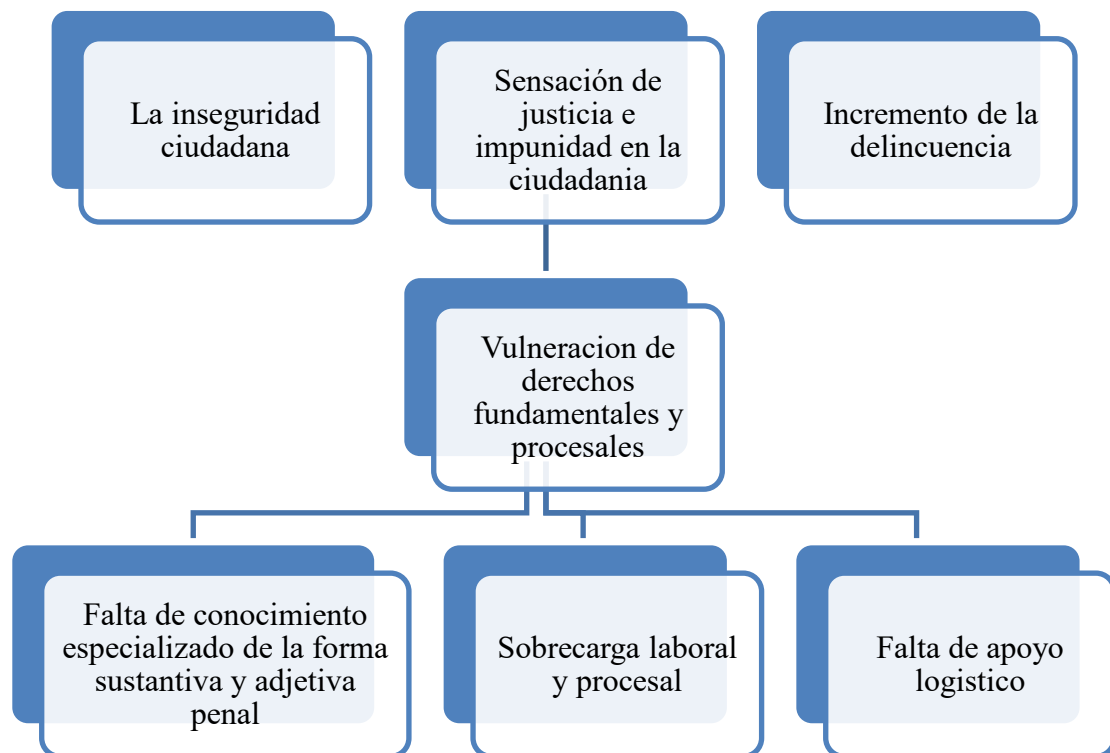 La inseguridad
ciudadana
Sensación de
justicia e
impunidad en la
ciudadania
Incremento de la
delincuencia
Vulneracion de
derechos
fundamentales y
procesales
Falta de conocimiento
especializado de la forma
sustantiva y adjetiva
penal
Sobrecarga laboral
y procesal
Falta de apoyo
logistico